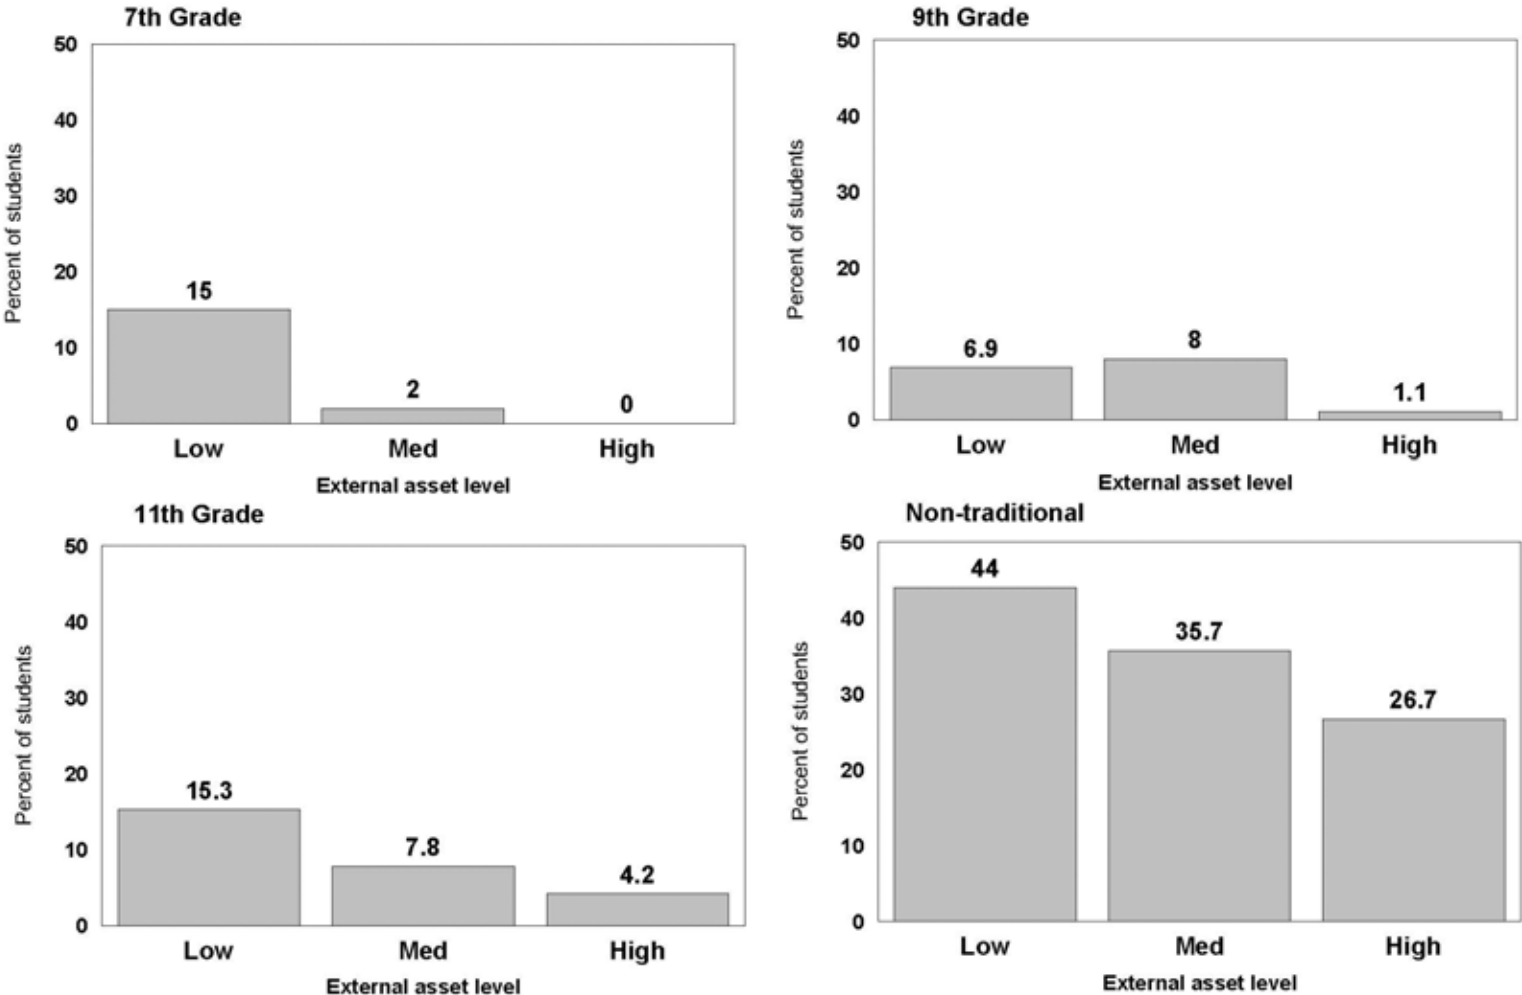 7th Grade
50
40
30
20
10
0
Percent of students
15
2
0
Low Med High
External asset level
9th Grade
50
40
30
20
10
0
Percent of students
6.9
8
1.1
Low Med High
External asset level
11th Grade
50
40
30
20
10
0
Percent of students
15.3
7.8
4.2
Low Med High
External asset level
Non-traditional
50
40
30
20
10
0
Percent of students
44
35.7
26.7
Low Med High
External asset level